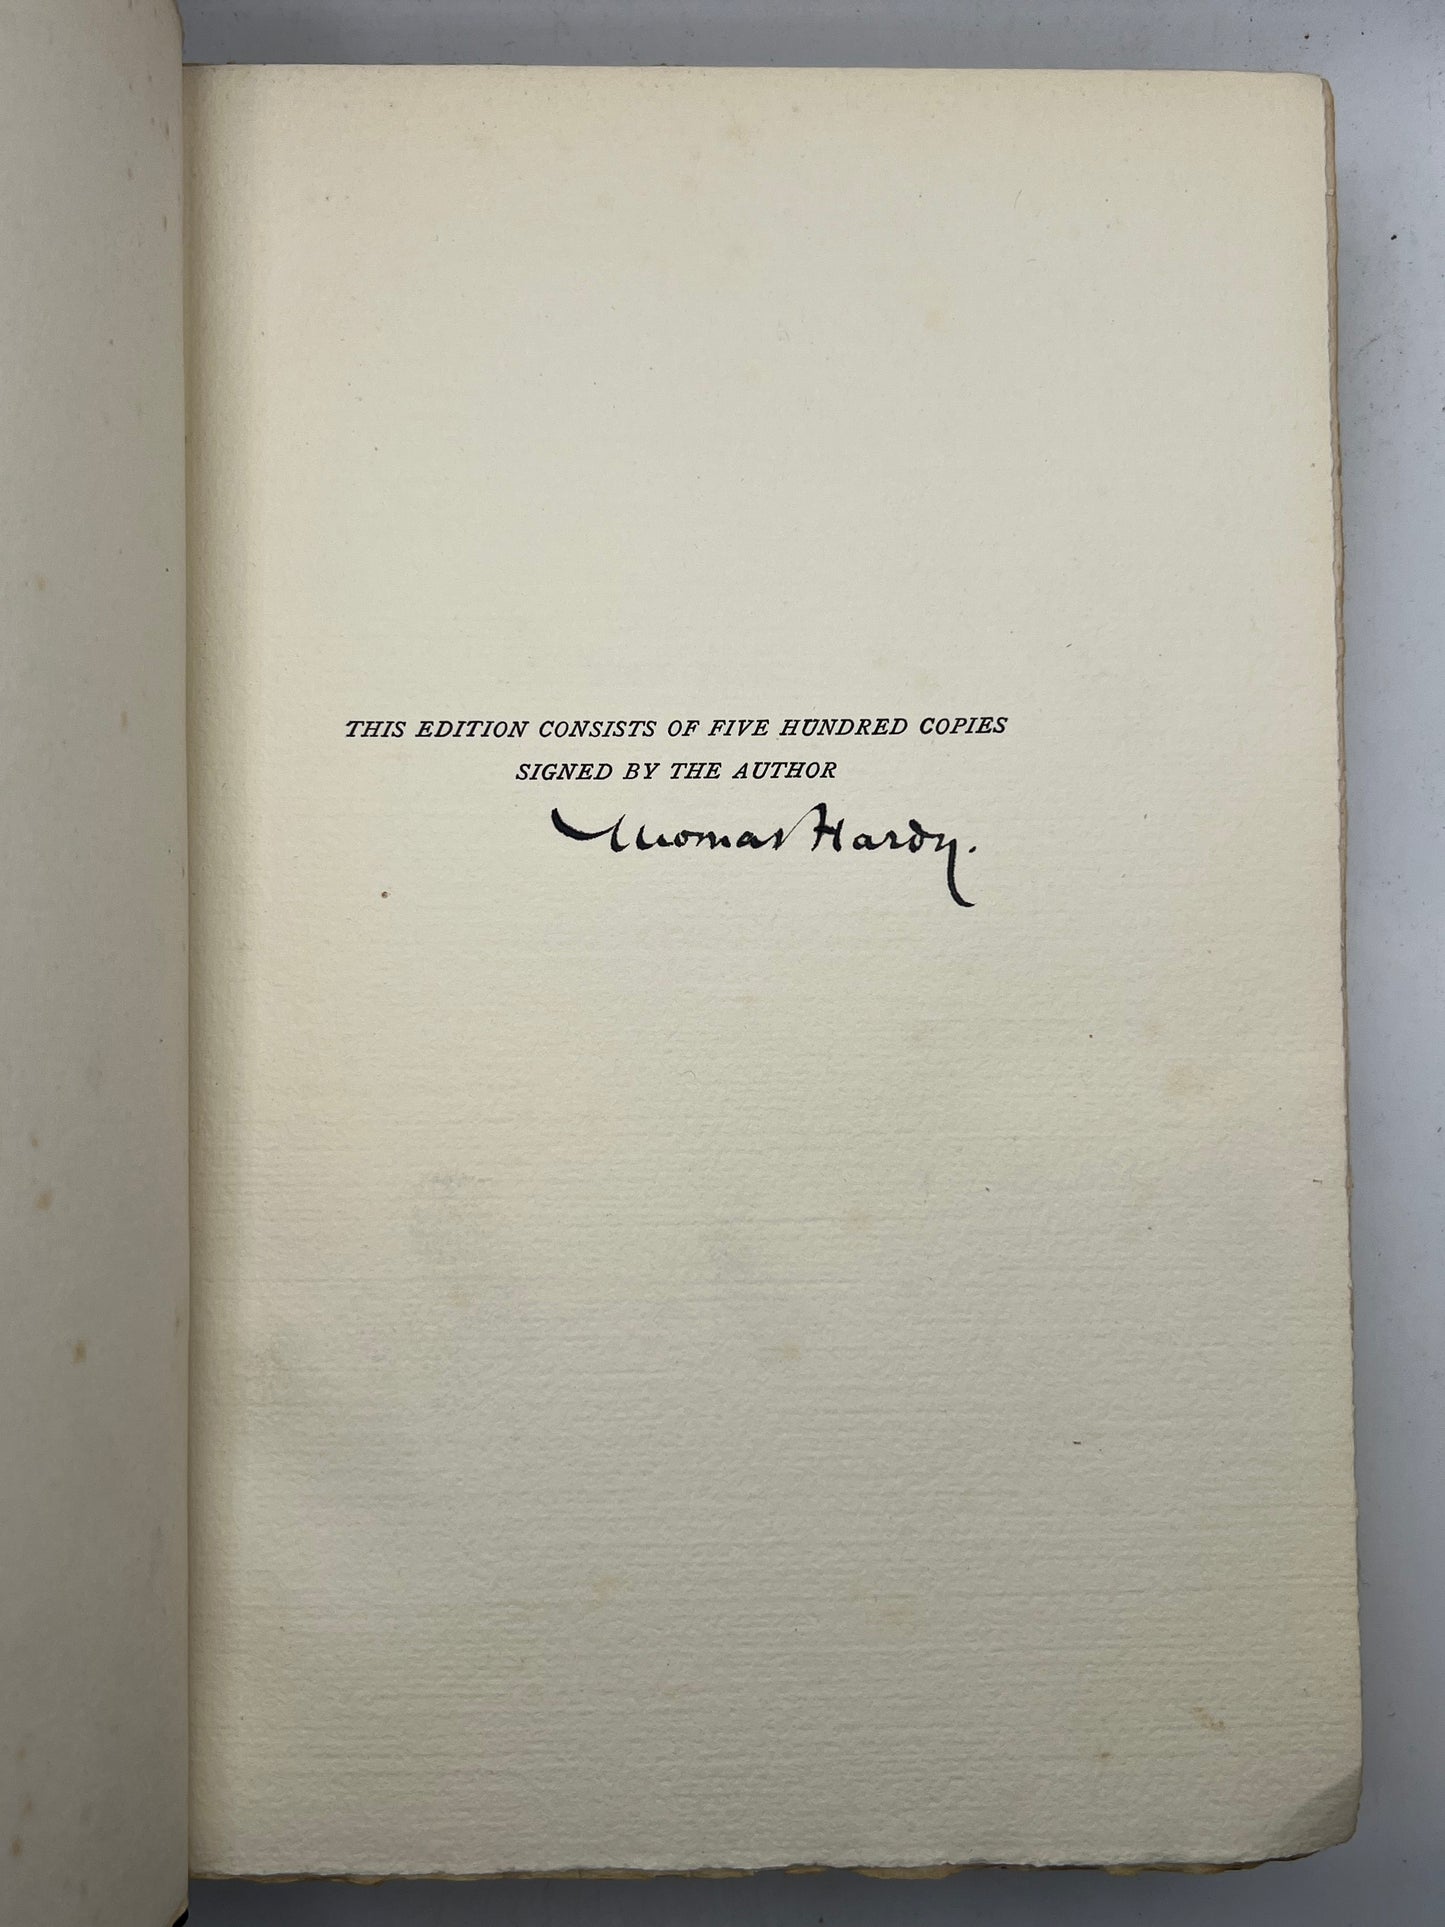 THIS EDITION CONSISTS OF FIVE HUNDRED COPIES
SIGNED BY THE AUTHOR
Thomas Hardy.